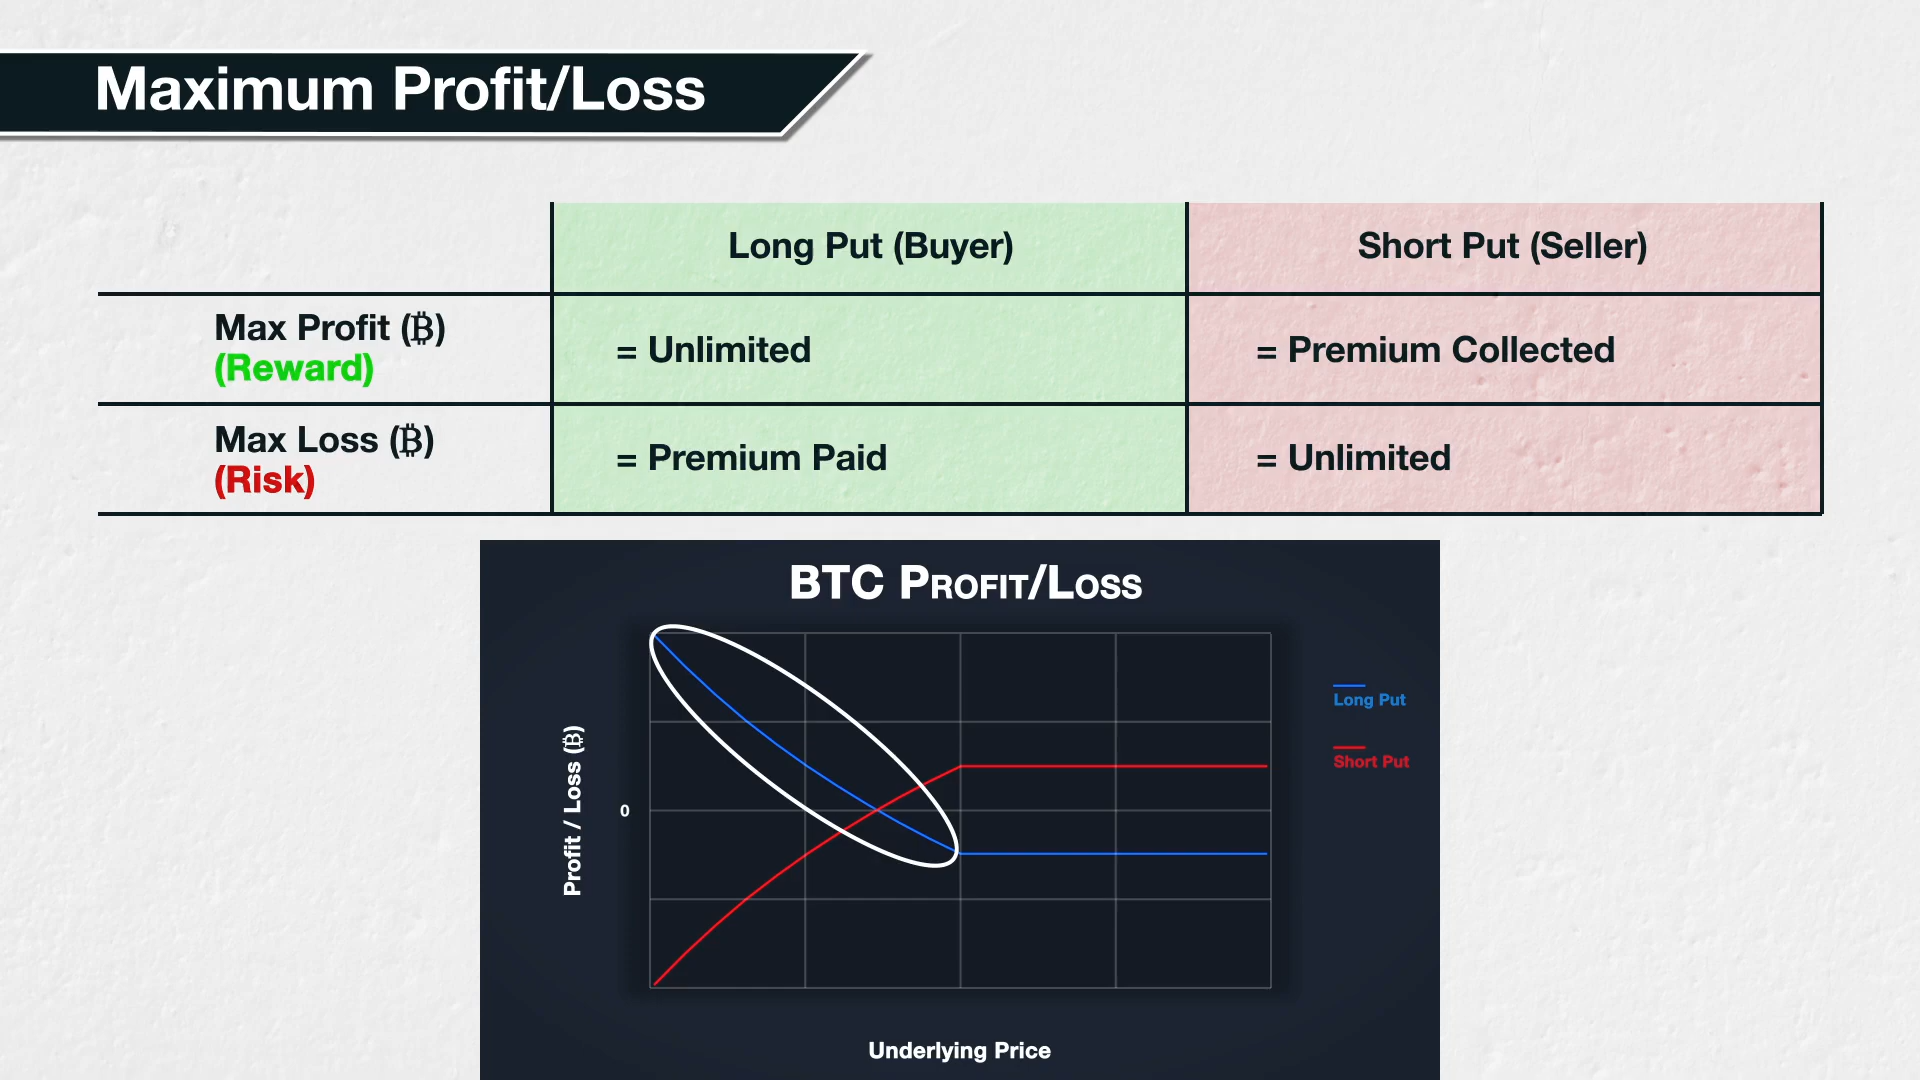 Maximum Profit/Loss
Long Put (Buyer)
Short Put (Seller)
Max Profit (₿)
(Reward)
= Unlimited
= Premium Collected
Max Loss (₿)
(Risk)
= Premium Paid
= Unlimited
BTC PROFIT/LOSS
Long Put
Short Put
Profit / Loss (₿)
0
Underlying Price